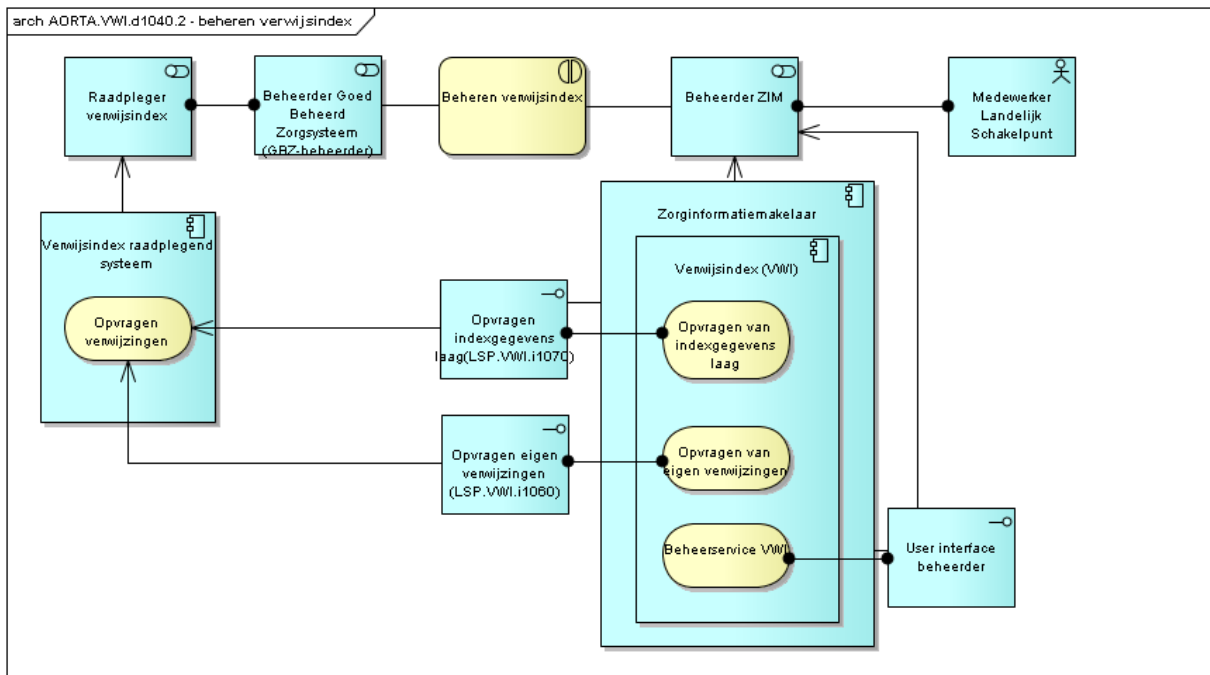 arch AORTA.VWI.d1040.2 - beheren verwijsindex
Raadpleger
verwijsindex
Beheerder Goed
Beheerd
Zorgsysteem
(GBZ-beheerder)
Beheren verwijsindex
Beheerder ZIM
Medewerker
Landelijk
Schakelpunt
Verwijsindex raadplegend
systeem
Opvragen
verwijzingen
Opvragen
indexgegevens
laag(LSP.VWI.i1070)
Opvragen eigen
verwijzingen
(LSP.VWI.i1060)
Zorginformatiemakelaar
Verwijsindex (VWI)
Opvragen van
indexgegevens
laag
Opvragen van
eigen verwijzingen
Beheerservice VWI
User interface
beheerder